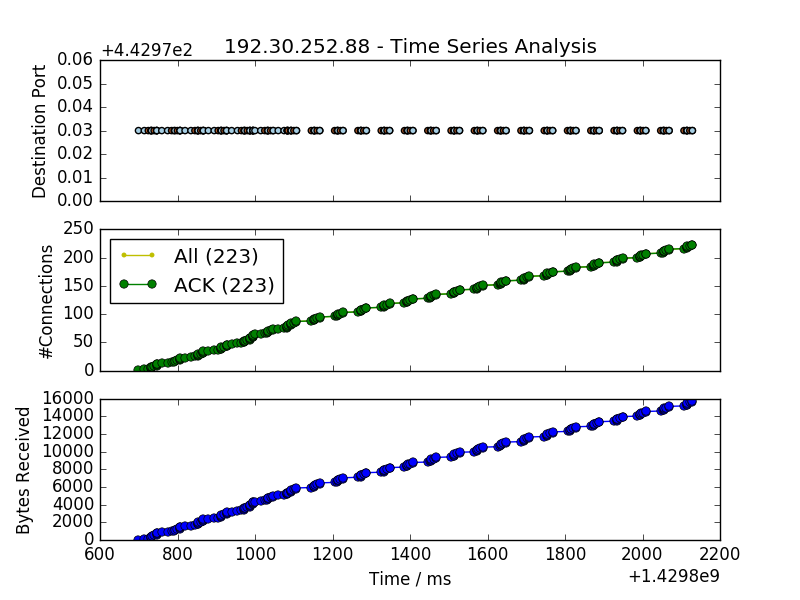 192.30.252.88 - Time Series Analysis
+4.4297e2
0.06
0.05
0.04
0.03
0.02
0.01
0.00
Destination Port
250
200
150
100
50
0
#Connections
All (223)
ACK (223)
16000
14000
12000
10000
8000
6000
4000
2000
0
Bytes Received
600 800 1000 1200 1400 1600 1800 2000 2200
Time / ms
+1.4298e9